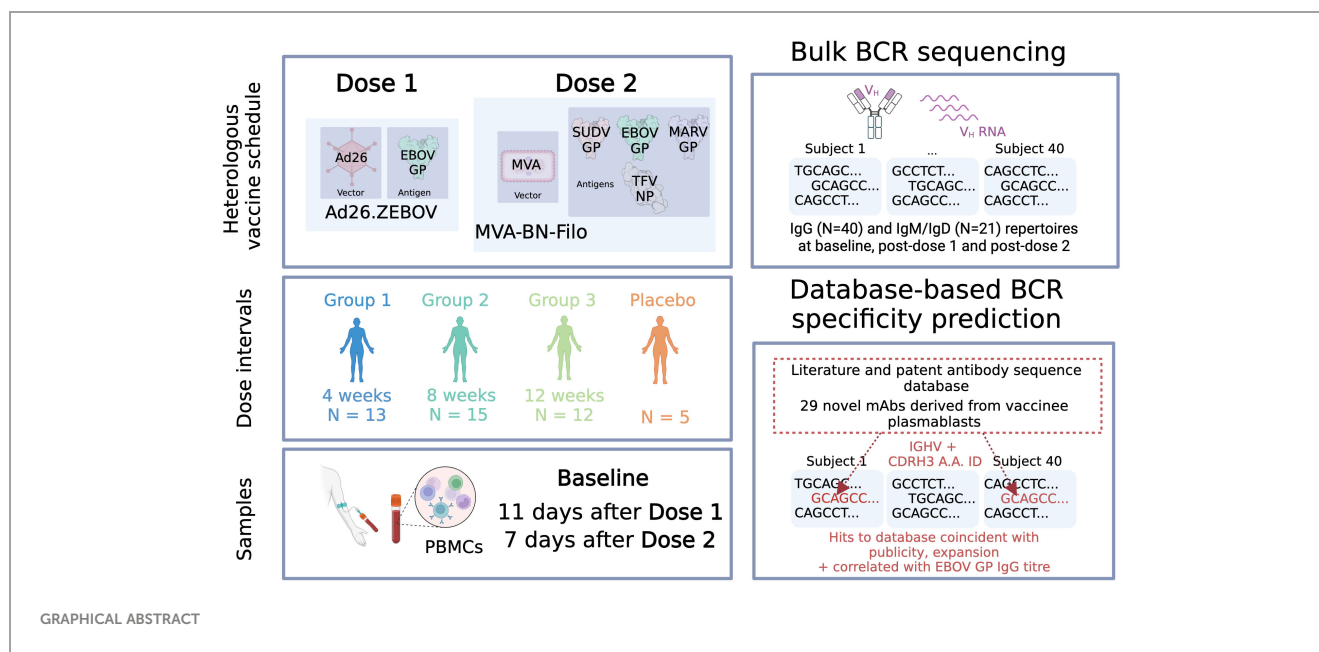 Heterologous
vaccine schedule
Dose 1
Dose 2
Ad26
Vector
EBOV
GP
Antigen
Ad26.ZEBOV
MVA
Vector
SUDV
GP
EBOV
GP
MARV
GP
Antigens
TFV
NP
MVA-BN-Filo
Dose intervals
Group 1
Group 2
Group 3
Placebo
4 weeks
N = 13
8 weeks
N = 15
12 weeks
N = 12
N = 5
Samples
PBMCs
Baseline
11 days after Dose 1
7 days after Dose 2
Bulk BCR sequencing
VH
VH RNA
Subject 1
...
Subject 40
TGCAGC...
GCAGCC...
CAGCCT...
GCCTCT...
TGCAGC...
GCAGCC...
CAGCCTC...
GCAGCC...
CAGCCT...
IgG (N=40) and IgM/IgD (N=21) repertoires
at baseline, post-dose 1 and post-dose 2
Database-based BCR
specificity prediction
Literature and patent antibody sequence
database
29 novel mAbs derived from vaccinee
plasmablasts
IGHV +
CDRH3 A.A. ID
Subject 1
Subject 40
TGCAGC...
GCAGCC...
CAGCCT...
GCCTCT...
TGCAGC...
GCAGCC...
CAGCCTC...
GCAGCC...
CAGCCT...
Hits to database coincident with
publicity, expansion
+ correlated with EBOV GP IgG titre
GRAPHICAL ABSTRACT